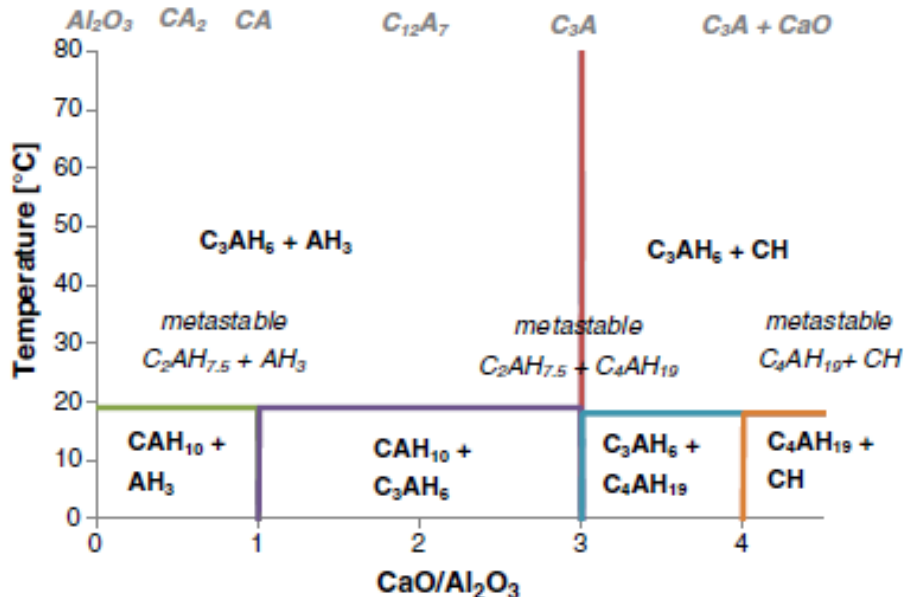 Al₂O₃ CA₂ CA C₁₂A₇ C₃A C₃A + CaO
80
70
60
50
40
30
20
10
0
Temperature [°C]
C₃AH₆ + AH₃
C₃AH₆ + CH
metastable
C₂AH₇.₅ + AH₃
metastable
C₂AH₇.₅ + C₄AH₁₉
metastable
C₄AH₁₉+ CH
CAH₁₀ +
AH₃
CAH₁₀ +
C₃AH₆
C₃AH₆ +
C₄AH₁₉
C₄AH₁₉ +
CH
0 1 2 3 4
CaO/Al₂O₃